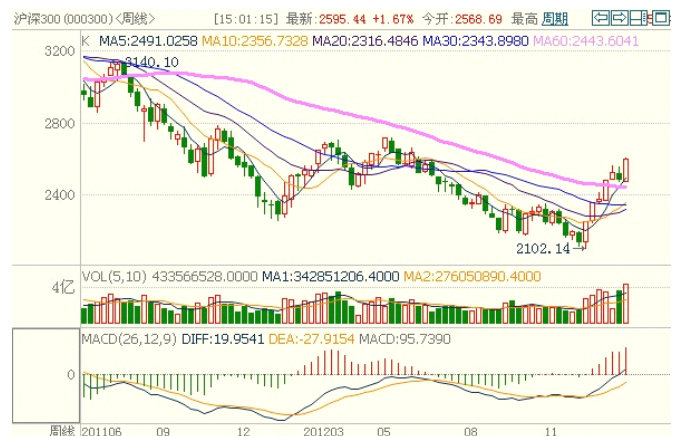 沪深300(000300)<周线> [15:01:15] 最新:2595.44 +1.67% 今开:2568.69 最高 周期
K MA5:2491.0258 MA10:2356.7328 MA20:2316.4846 MA30:2343.8980 MA60:2443.6041
3200
3140.10
2800
2400
2102.14
VOL(5,10) 433566528.0000 MA1:342851206.4000 MA2:276050890.4000
4亿
MACD(26,12,9) DIFF:19.9541 DEA:-27.9154 MACD:95.7390
0
周线 201106 09 12 201203 05 08 11